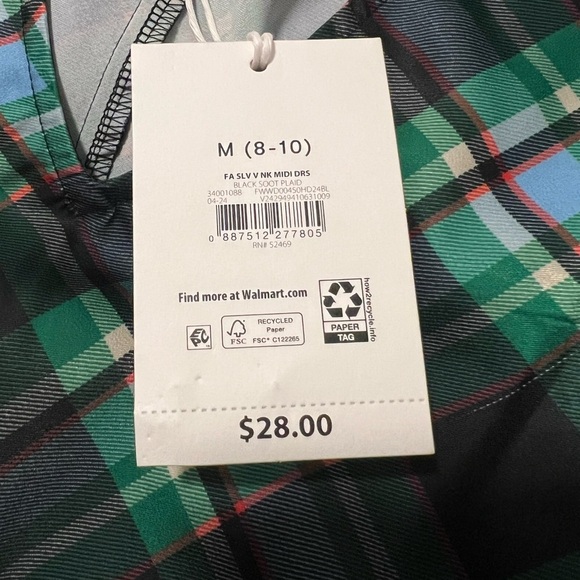 M (8-10)
FA SLV V NK MIDI DRS
BLACK SOOT PLAID
34001088 FWWD00450HD24BL
04-24 V242949410631009
0 887512 277805
RN# 52469
Find more at Walmart.com
how2recycle.info
PAPER
TAG
EPC
FSC
RECYCLED
Paper
FSC® C122265
$28.00